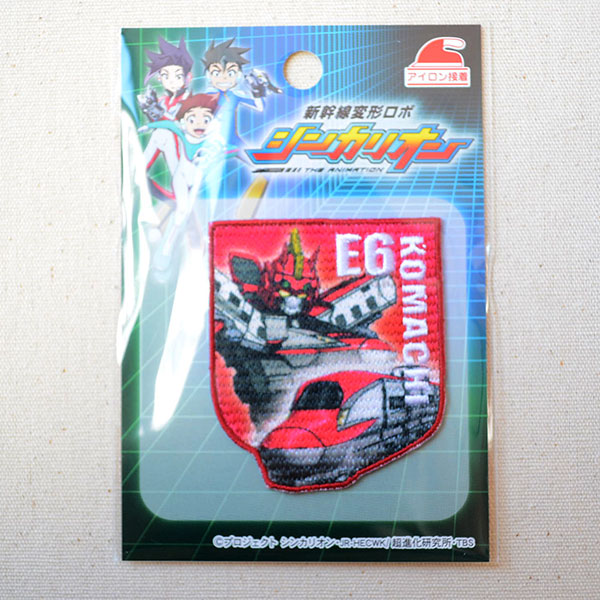 アイロン接着
新幹線変形ロボ
シンカリオン
THE ANIMATION
E6
KOMACHI
©プロジェクト シンカリオン・JR-HECWK/超進化研究所・TBS